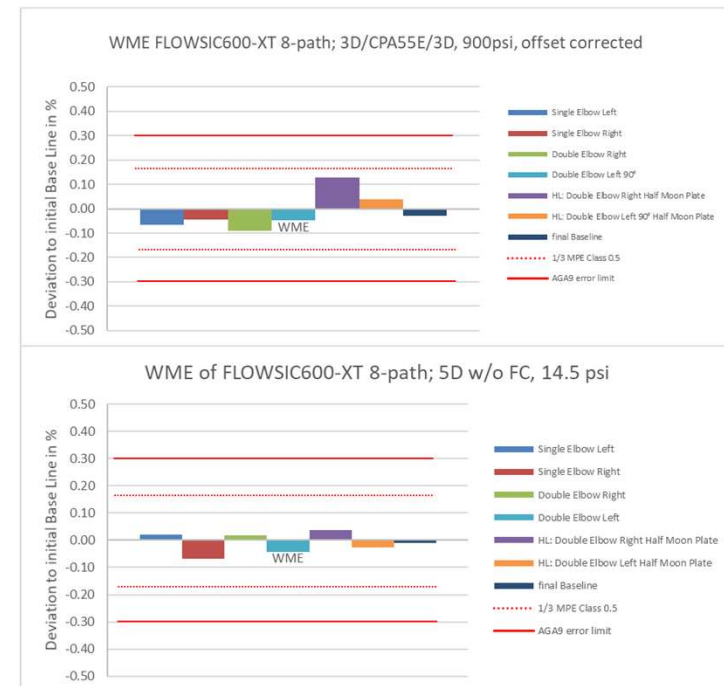 WME FLOWSIC600-XT 8-path; 3D/CPA55E/3D, 900psi, offset corrected
Deviation to initial Base Line in %
0.50
0.40
0.30
0.20
0.10
0.00
-0.10
-0.20
-0.30
-0.40
-0.50
WME
Single Elbow Left
Single Elbow Right
Double Elbow Right
Double Elbow Left 90°
HL: Double Elbow Right Half Moon Plate
HL: Double Elbow Left 90° Half Moon Plate
final Baseline
1/3 MPE Class 0.5
AGA9 error limit
WME of FLOWSIC600-XT 8-path; 5D w/o FC, 14.5 psi
Deviation to initial Base Line in %
0.50
0.40
0.30
0.20
0.10
0.00
-0.10
-0.20
-0.30
-0.40
-0.50
WME
Single Elbow Left
Single Elbow Right
Double Elbow Right
Double Elbow Left
HL: Double Elbow Right Half Moon Plate
HL: Double Elbow Left Half Moon Plate
final Baseline
1/3 MPE Class 0.5
AGA9 error limit